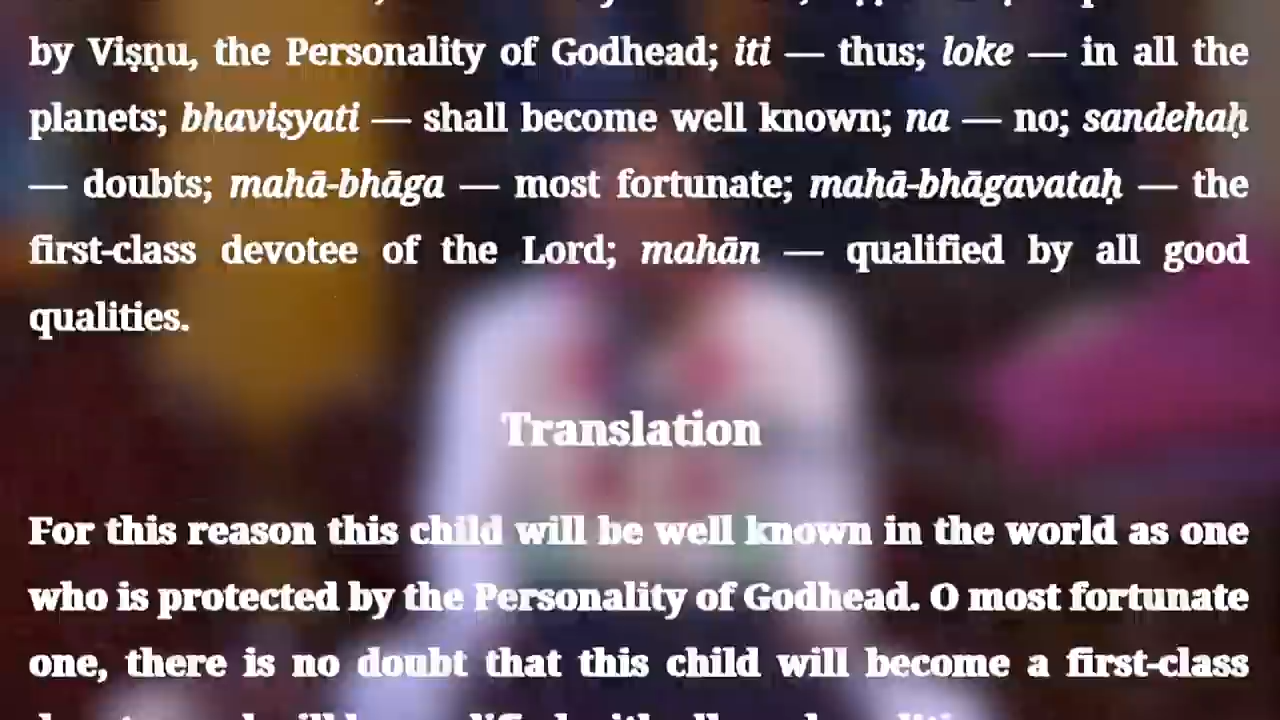 by Viṣṇu, the Personality of Godhead; iti — thus; loke — in all the
planets; bhaviṣyati — shall become well known; na — no; sandehaḥ
— doubts; mahā-bhāga — most fortunate; mahā-bhāgavataḥ — the
first-class devotee of the Lord; mahān — qualified by all good
qualities.
Translation
For this reason this child will be well known in the world as one
who is protected by the Personality of Godhead. O most fortunate
one, there is no doubt that this child will become a first-class